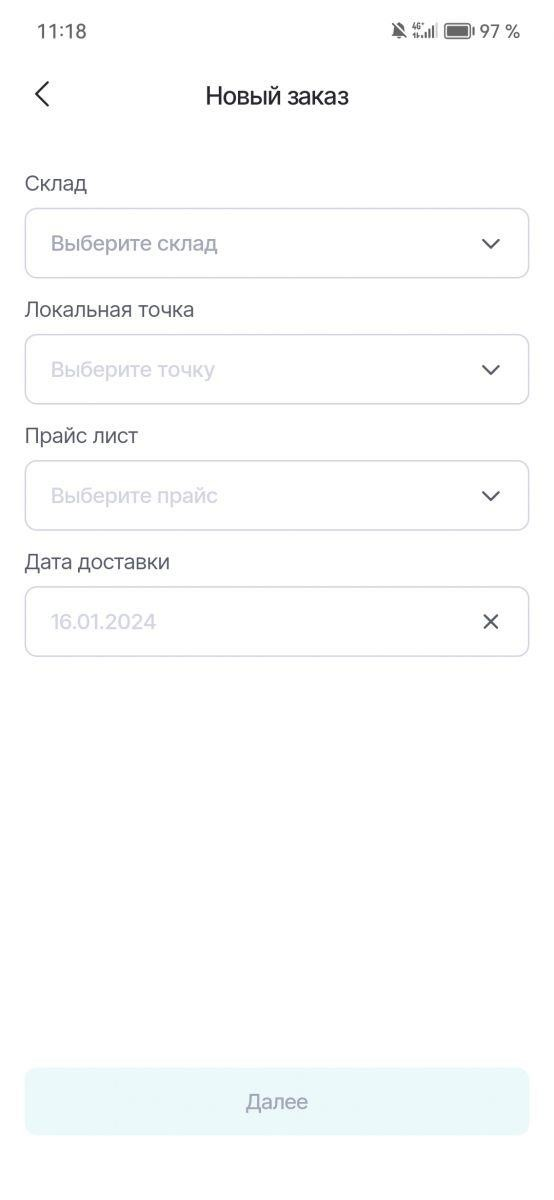 11:18
4G+
97 %
Новый заказ
Склад
Выберите склад
Локальная точка
Выберите точку
Прайс лист
Выберите прайс
Дата доставки
16.01.2024
Далее